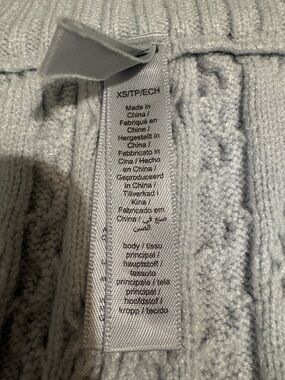 XS/TP/ECH
Made in
China /
Fabriqué en
Chine /
Hergestellt in
China /
Fabbricato in
Cina / Hecho
en China /
Geproduceerd
in China /
Tillverkad i
Kina /
Fabricado em
China / صنع في
الصين
body / tissu
principal /
hauptstoff /
tessuto
principale / tela
principal /
hoofdstof /
kropp / tecido